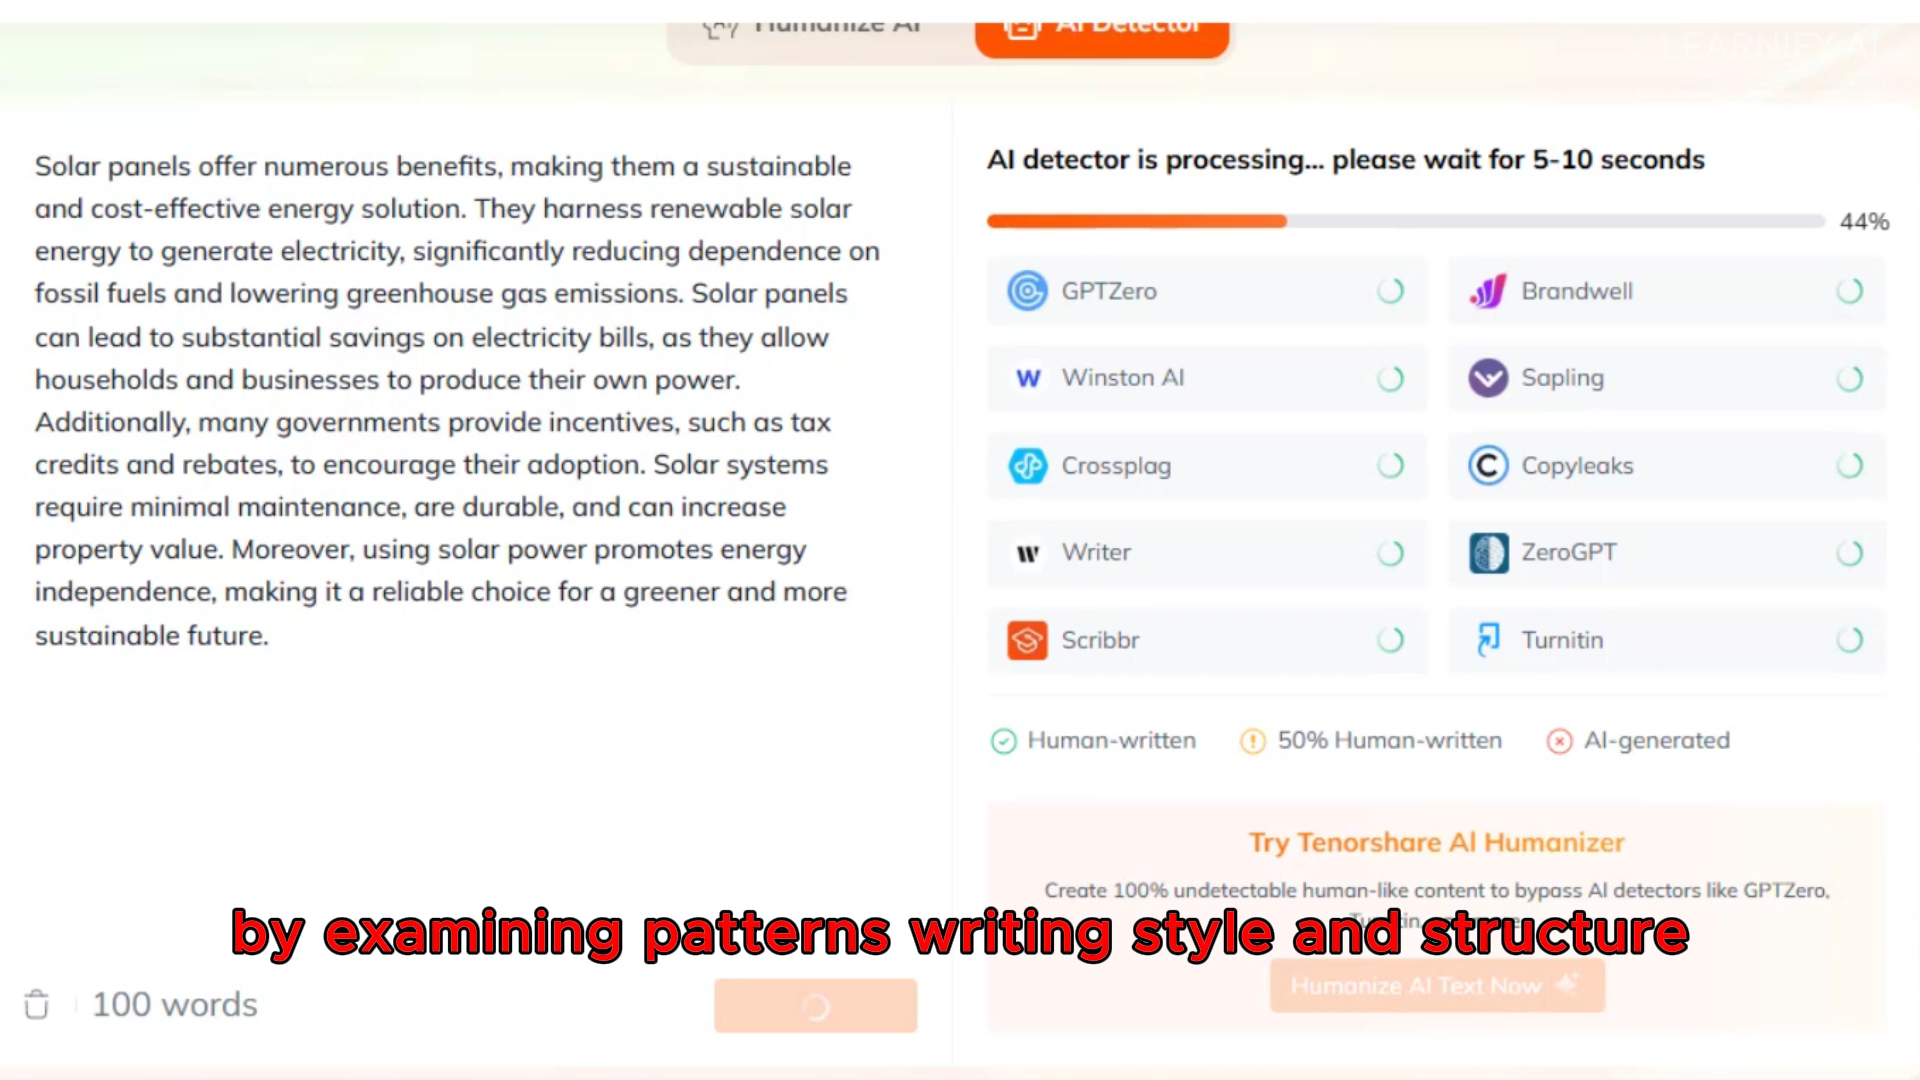 Humanize AI
AI Detector
LEARNIFY AI
Solar panels offer numerous benefits, making them a sustainable
and cost-effective energy solution. They harness renewable solar
energy to generate electricity, significantly reducing dependence on
fossil fuels and lowering greenhouse gas emissions. Solar panels
can lead to substantial savings on electricity bills, as they allow
households and businesses to produce their own power.
Additionally, many governments provide incentives, such as tax
credits and rebates, to encourage their adoption. Solar systems
require minimal maintenance, are durable, and can increase
property value. Moreover, using solar power promotes energy
independence, making it a reliable choice for a greener and more
sustainable future.
100 words
AI detector is processing... please wait for 5-10 seconds
44%
GPTZero
Brandwell
Winston AI
Sapling
Crossplag
Copyleaks
Writer
ZeroGPT
Scribbr
Turnitin
Human-written
50% Human-written
AI-generated
Try Tenorshare AI Humanizer
Create 100% undetectable human-like content to bypass AI detectors like GPTZero,
by examining patterns writing style and structure
Humanize AI Text Now